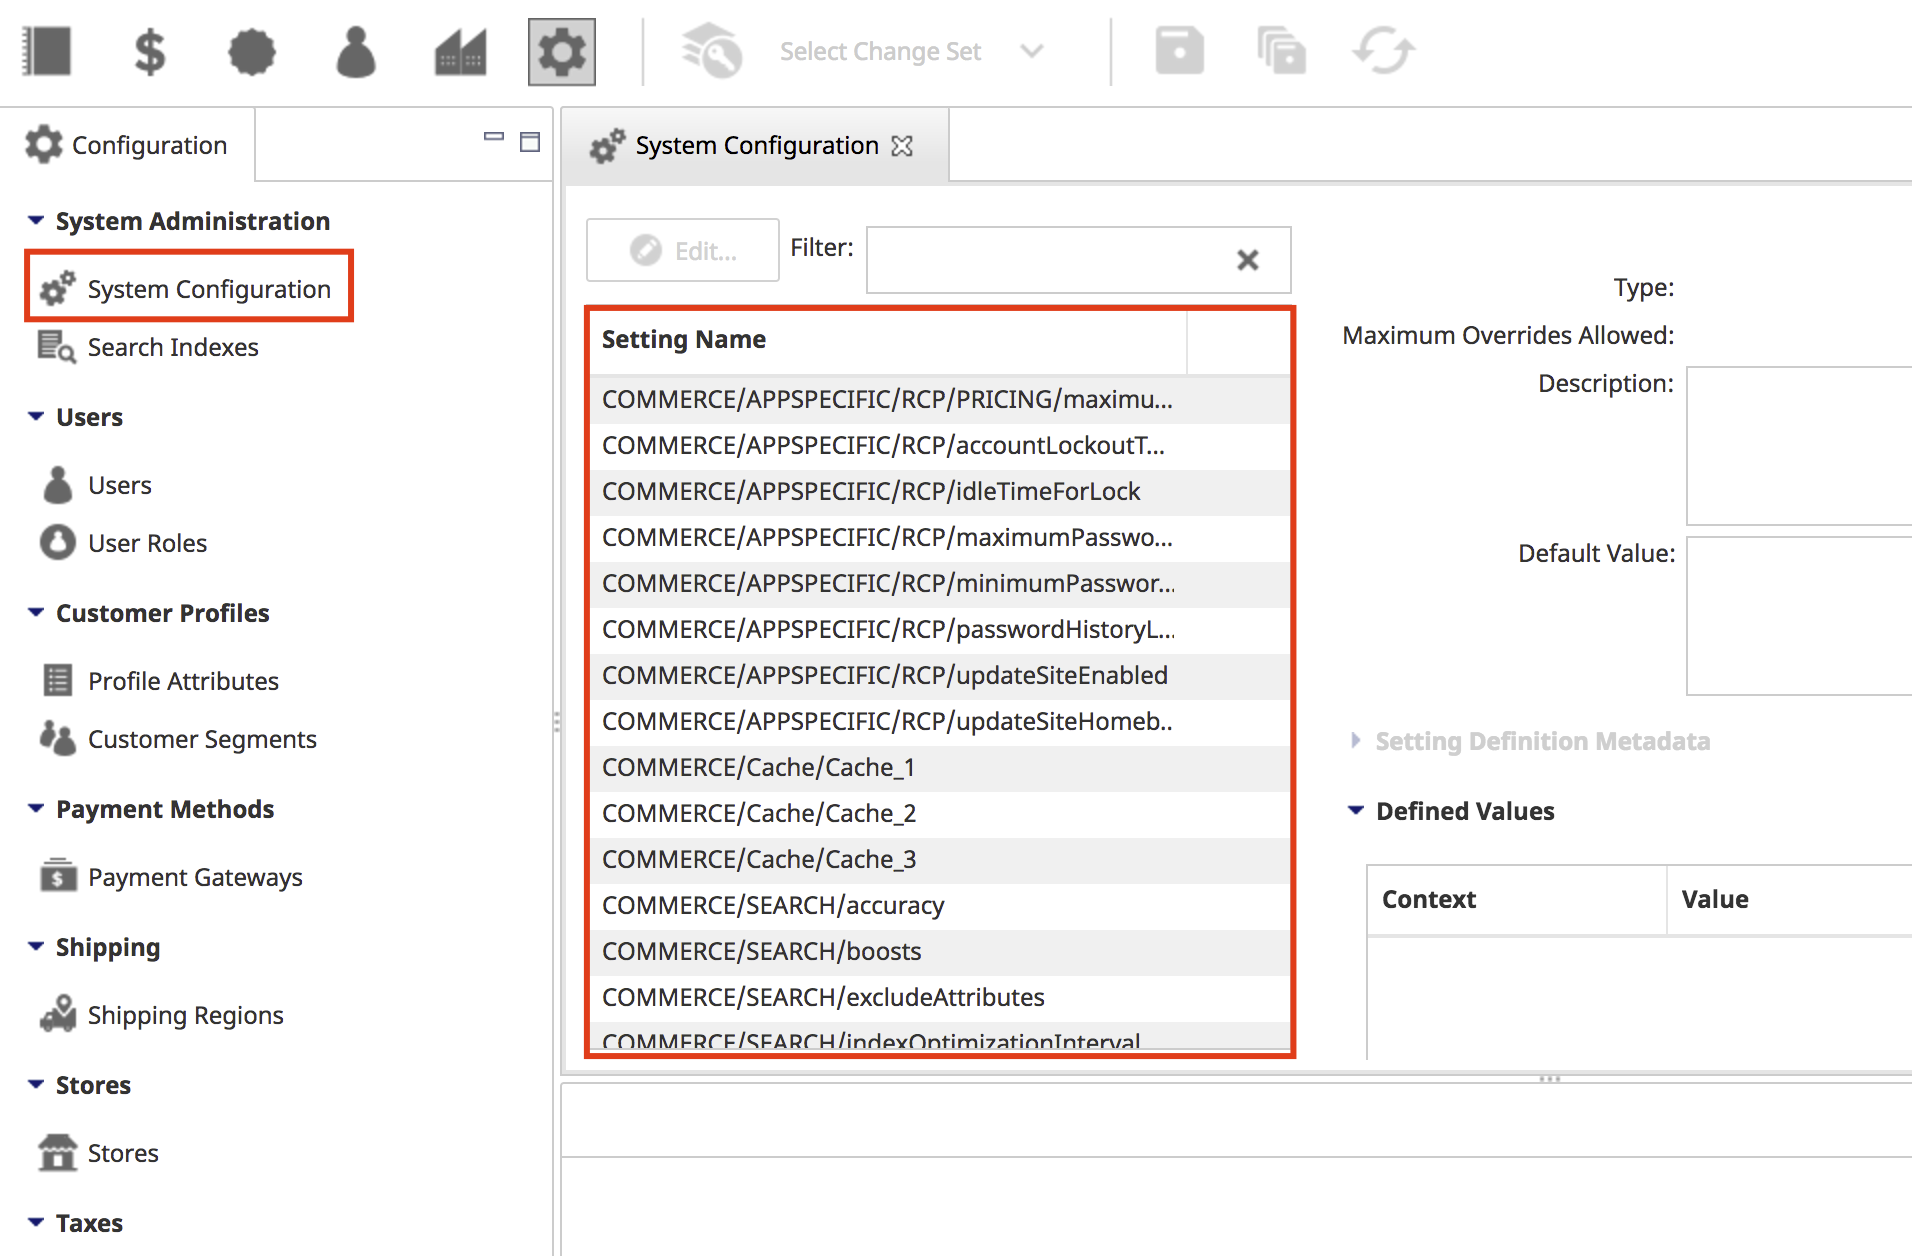 Select Change Set
Configuration
System Administration
System Configuration
Search Indexes
Users
Users
User Roles
Customer Profiles
Profile Attributes
Customer Segments
Payment Methods
Payment Gateways
Shipping
Shipping Regions
Stores
Stores
Taxes
System Configuration
Edit...
Filter:
Setting Name
COMMERCE/APPSPECIFIC/RCP/PRICING/maximu...
COMMERCE/APPSPECIFIC/RCP/accountLockoutT...
COMMERCE/APPSPECIFIC/RCP/idleTimeForLock
COMMERCE/APPSPECIFIC/RCP/maximumPasswo...
COMMERCE/APPSPECIFIC/RCP/minimumPasswor...
COMMERCE/APPSPECIFIC/RCP/passwordHistoryL...
COMMERCE/APPSPECIFIC/RCP/updateSiteEnabled
COMMERCE/APPSPECIFIC/RCP/updateSiteHomeb..
COMMERCE/Cache/Cache_1
COMMERCE/Cache/Cache_2
COMMERCE/Cache/Cache_3
COMMERCE/SEARCH/accuracy
COMMERCE/SEARCH/boosts
COMMERCE/SEARCH/excludeAttributes
COMMERCE/SEARCH/indexOptimizationInterval
Type:
Maximum Overrides Allowed:
Description:
Default Value:
Setting Definition Metadata
Defined Values
Context Value